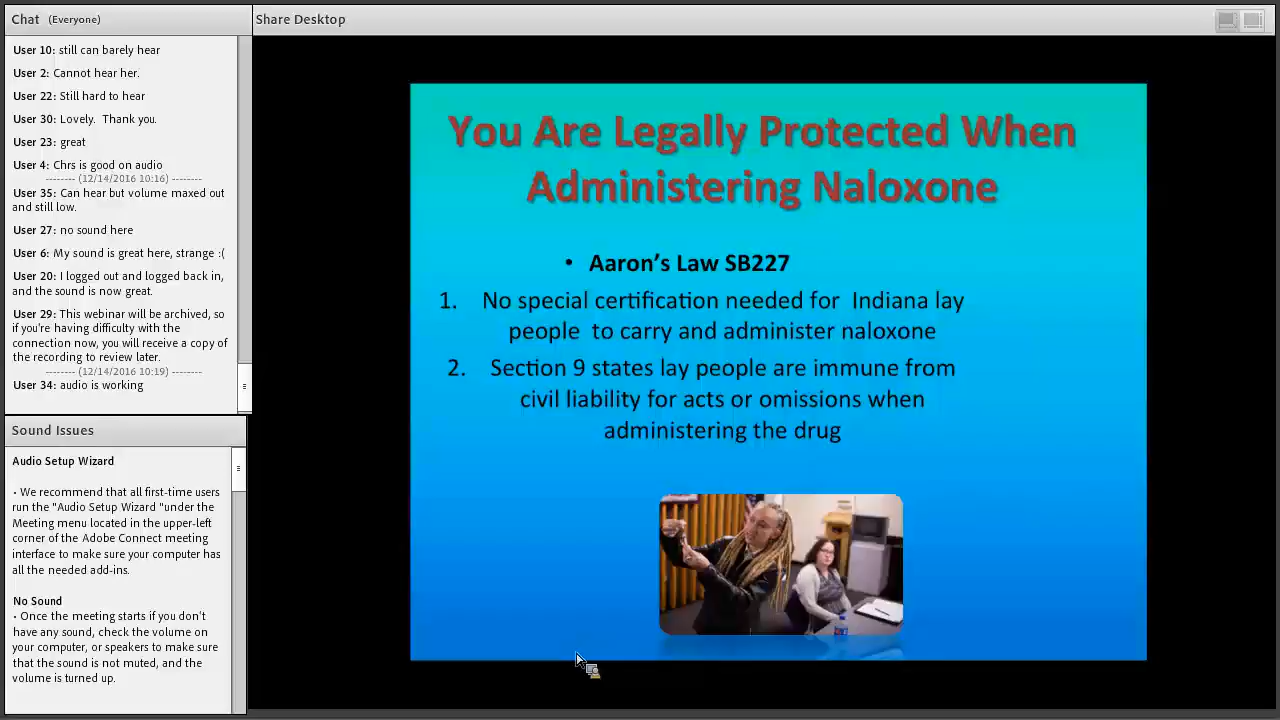 Chat (Everyone)
User 10: still can barely hear
User 2: Cannot hear her.
User 22: Still hard to hear
User 30: Lovely. Thank you.
User 23: great
User 4: Chrs is good on audio
-------- (12/14/2016 10:16) --------
User 35: Can hear but volume maxed out
and still low.
User 27: no sound here
User 6: My sound is great here, strange :(
User 20: I logged out and logged back in,
and the sound is now great.
User 29: This webinar will be archived, so
if you're having difficulty with the
connection now, you will receive a copy of
the recording to review later.
-------- (12/14/2016 10:19) --------
User 34: audio is working
Sound Issues
Audio Setup Wizard
• We recommend that all first-time users
run the "Audio Setup Wizard "under the
Meeting menu located in the upper-left
corner of the Adobe Connect meeting
interface to make sure your computer has
all the needed add-ins.
No Sound
• Once the meeting starts if you don't
have any sound, check the volume on
your computer, or speakers to make sure
that the sound is not muted, and the
volume is turned up.
Share Desktop
You Are Legally Protected When
Administering Naloxone
• Aaron's Law SB227
1. No special certification needed for Indiana lay
people to carry and administer naloxone
2. Section 9 states lay people are immune from
civil liability for acts or omissions when
administering the drug